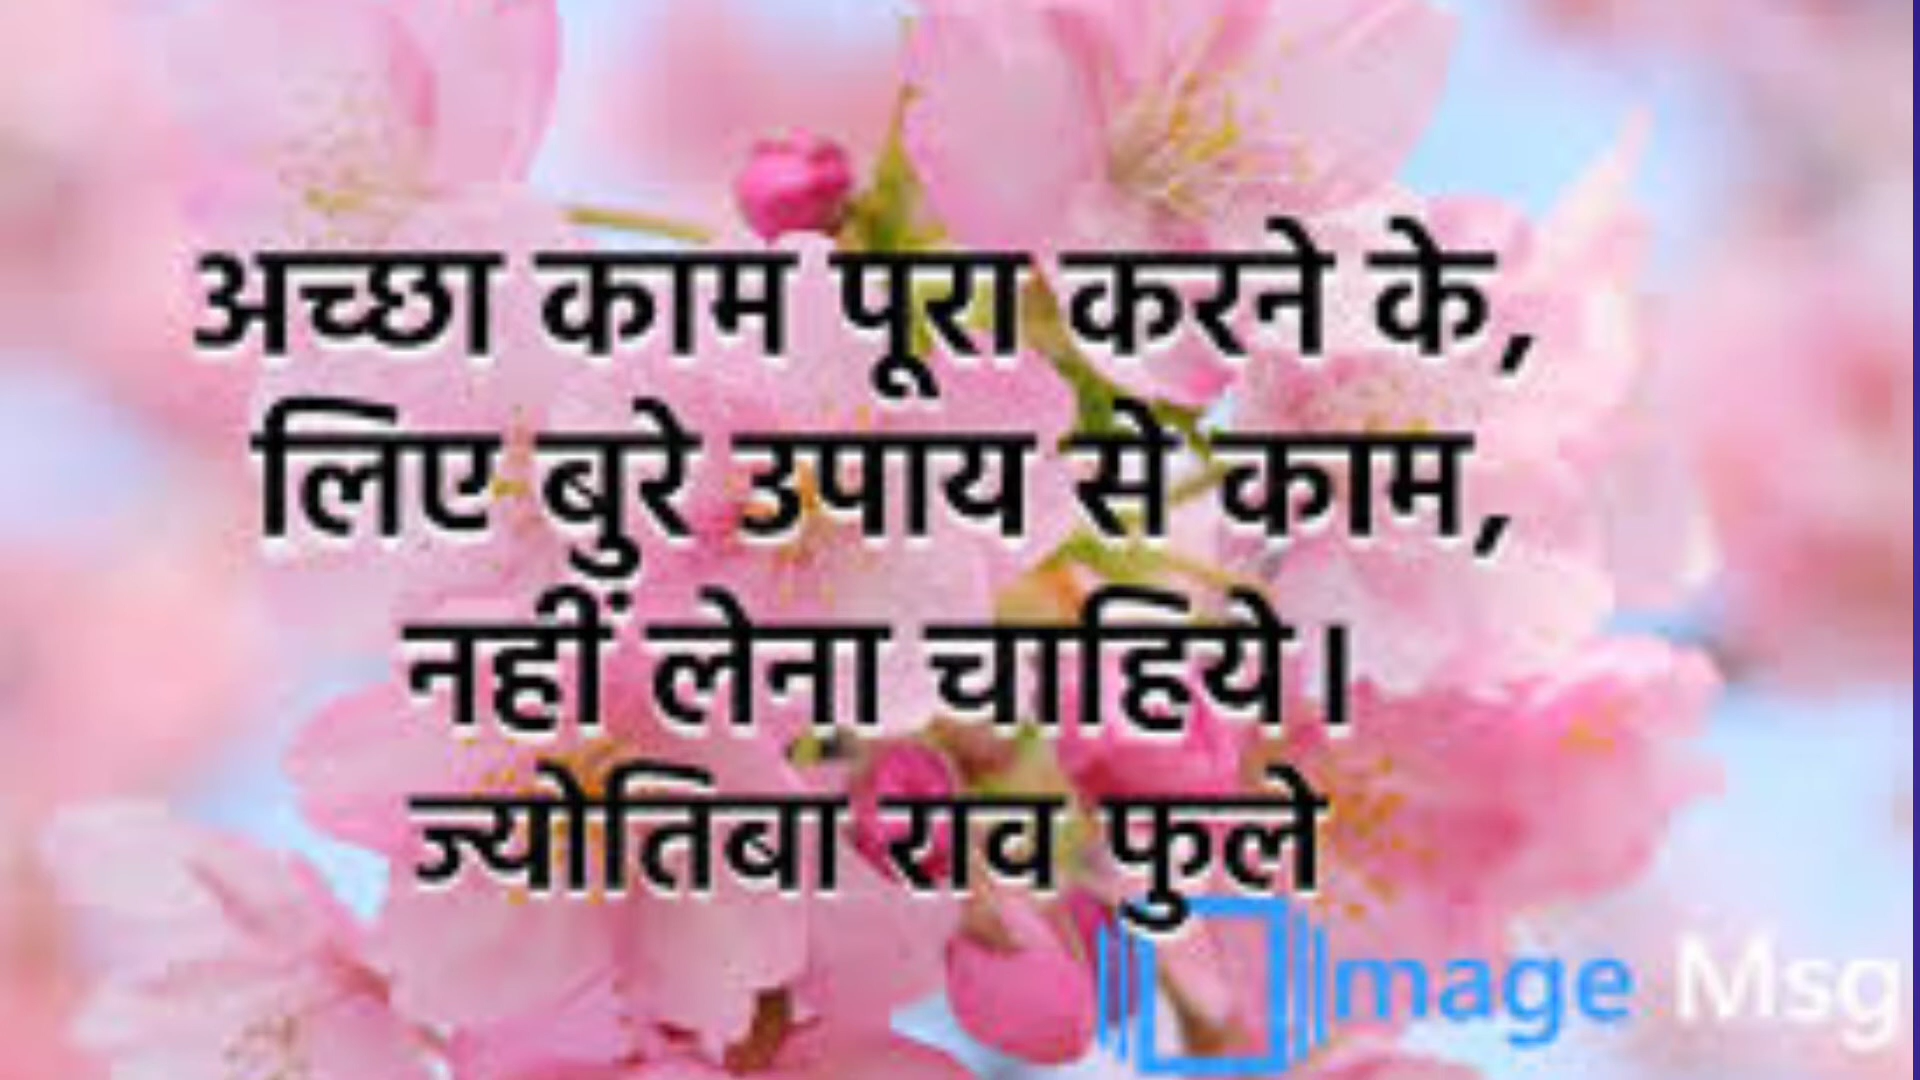 अच्छा काम पूरा करने के,
लिए बुरे उपाय से काम,
नहीं लेना चाहिये।
ज्योतिबा राव फुले
Image Msg